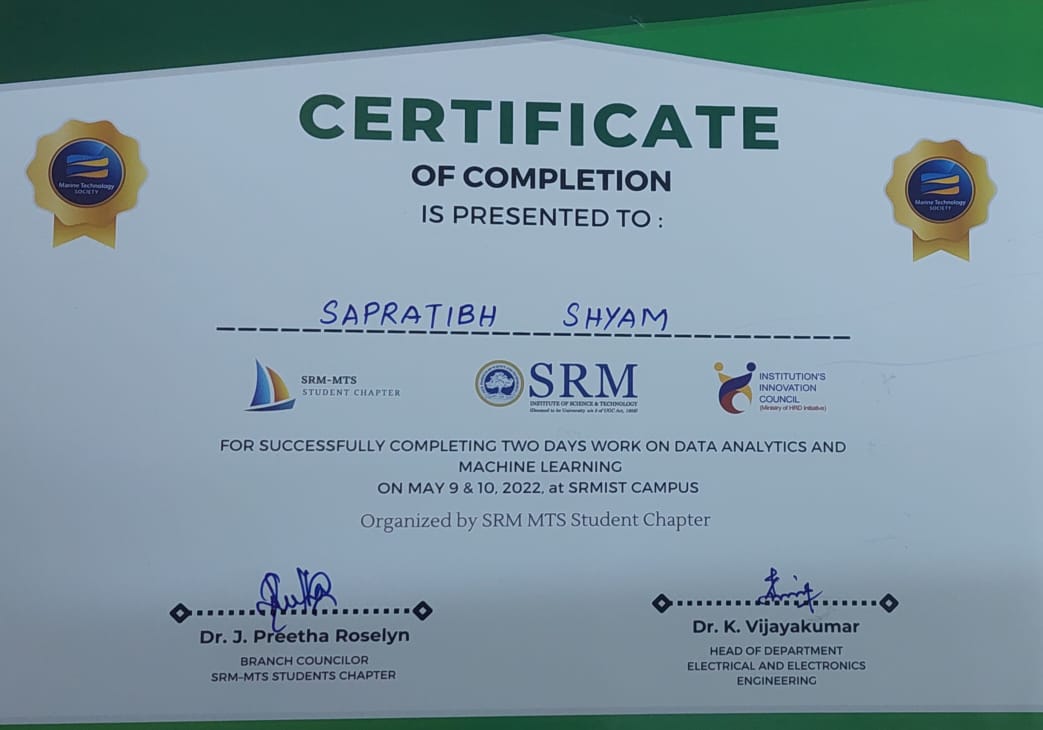 CERTIFICATE
OF COMPLETION
IS PRESENTED TO :
Marine Technology
SOCIETY
Marine Technology
SOCIETY
SAPRATIBH SHYAM
SRM-MTS
STUDENT CHAPTER
SRM
INSTITUTE OF SCIENCE & TECHNOLOGY
(Deemed to be University u/s 3 of UGC Act, 1956)
INSTITUTION'S
INNOVATION
COUNCIL
(Ministry of HRD Initiative)
FOR SUCCESSFULLY COMPLETING TWO DAYS WORK ON DATA ANALYTICS AND
MACHINE LEARNING
ON MAY 9 & 10, 2022, at SRMIST CAMPUS
Organized by SRM MTS Student Chapter
Dr. J. Preetha Roselyn
BRANCH COUNCILOR
SRM-MTS STUDENTS CHAPTER
Dr. K. Vijayakumar
HEAD OF DEPARTMENT
ELECTRICAL AND ELECTRONICS
ENGINEERING